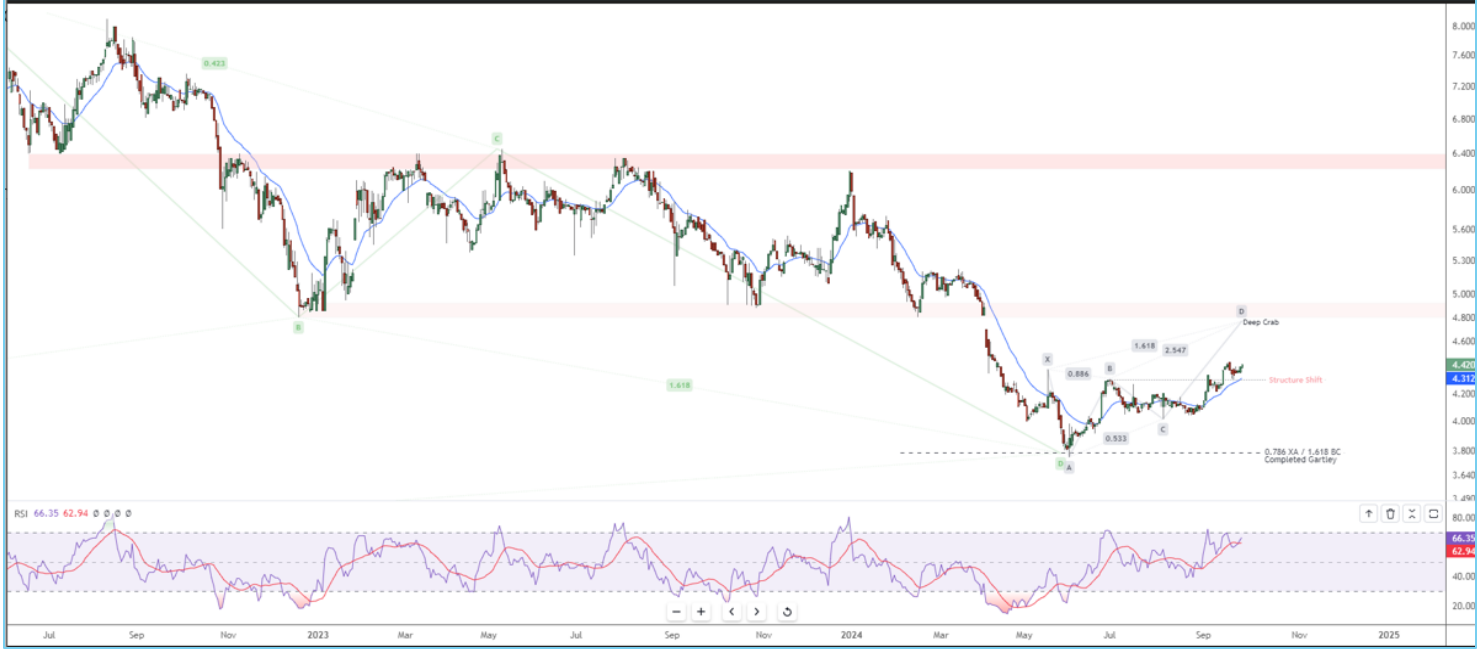 8.000
7.600
7.200
6.800
6.400
6.000
5.600
5.300
5.000
4.800
4.600
4.420
4.312
4.200
4.000
3.800
3.640
3.490
0.423
C
B
1.618
D
D
Deep Crab
1.618
2.547
X
0.886
B
Structure Shift
C
0.533
A
0.786 XA / 1.618 BC
Completed Gartley
RSI 66.35 62.94 Ø Ø Ø Ø
80.00
66.35
62.94
40.00
20.00
Jul Sep Nov 2023 Mar May Jul Sep Nov 2024 Mar May Jul Sep Nov 2025